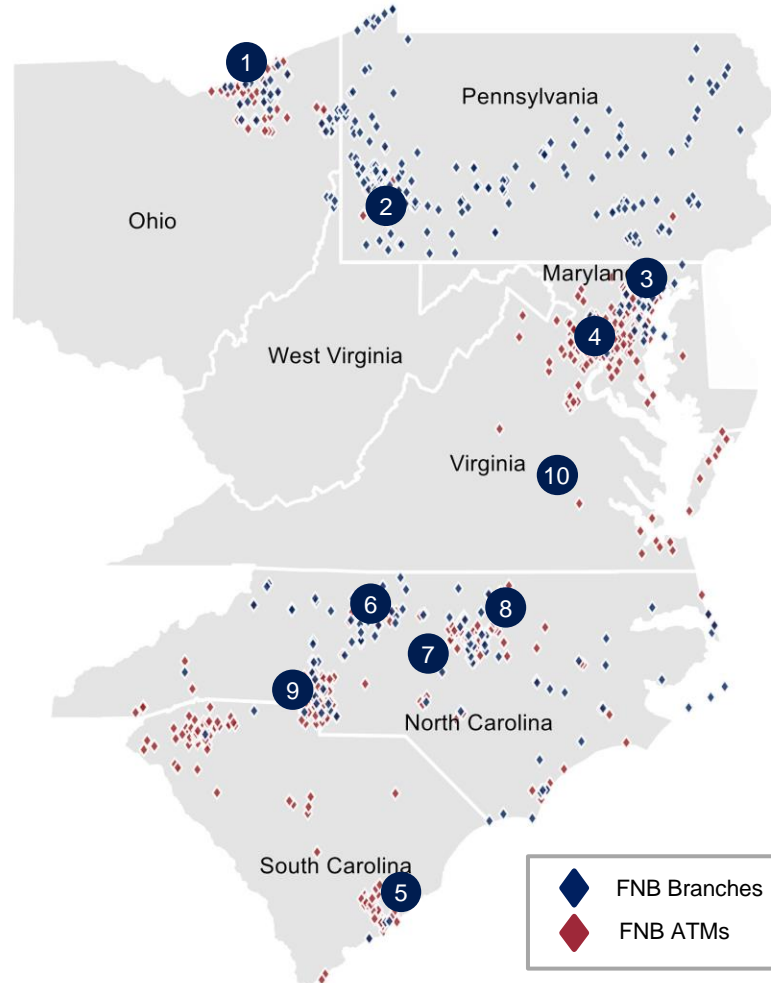 1
Pennsylvania
2
Ohio
Maryland
3
4
West Virginia
Virginia
10
6
8
7
9
North Carolina
South Carolina
5
FNB Branches
FNB ATMs